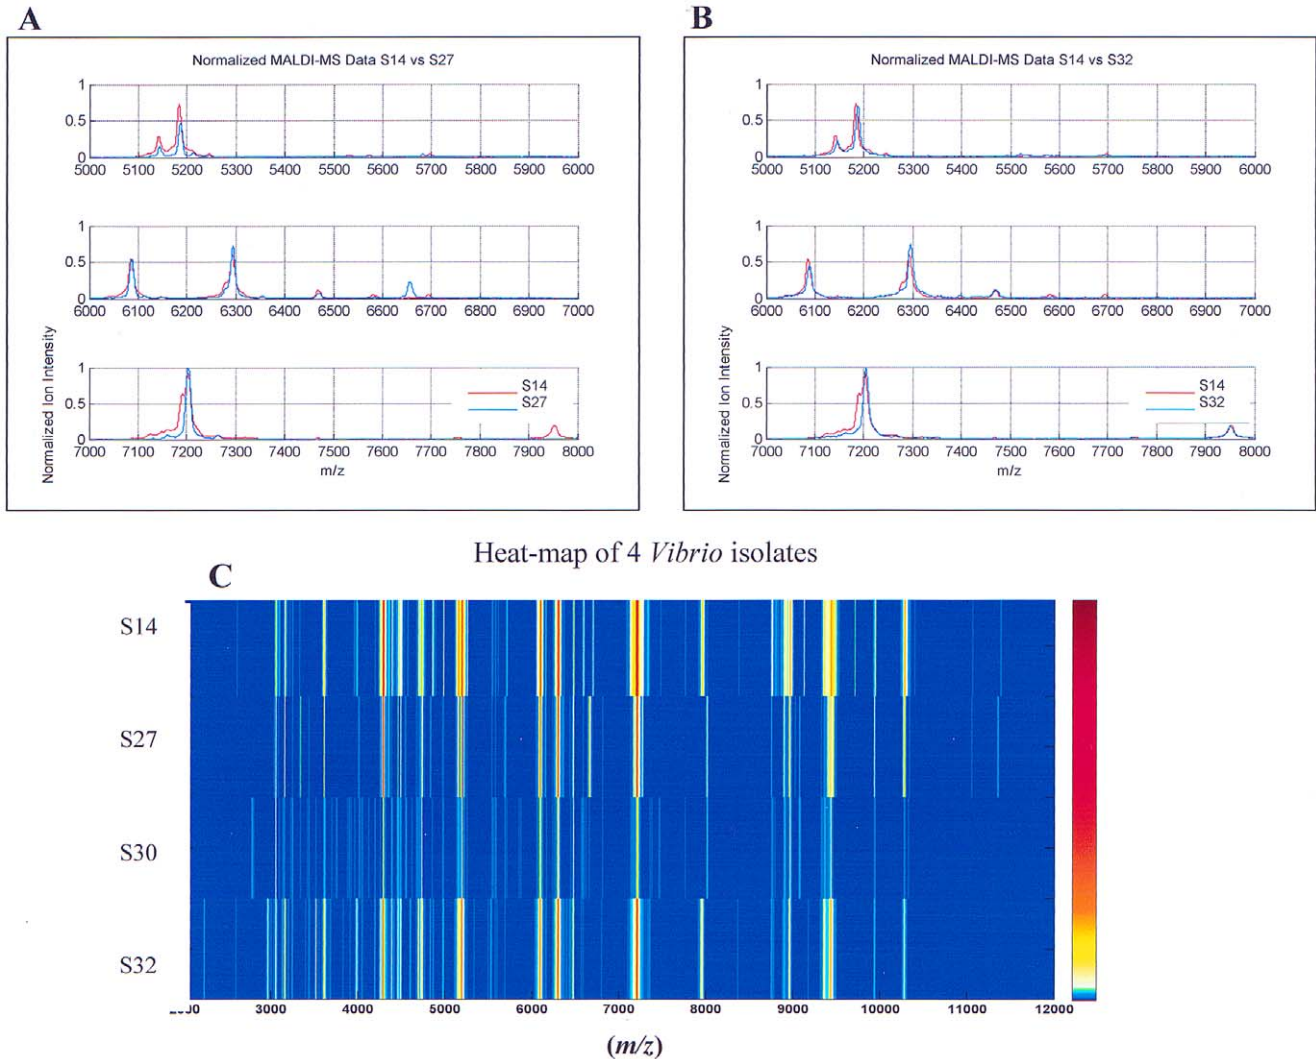 A
Normalized MALDI-MS Data S14 vs S27
1
0.5
0
5000 5100 5200 5300 5400 5500 5600 5700 5800 5900 6000
1
0.5
0
6000 6100 6200 6300 6400 6500 6600 6700 6800 6900 7000
Normalized Ion Intensity
1
0.5
0
S14
S27
7000 7100 7200 7300 7400 7500 7600 7700 7800 7900 8000
m/z
B
Normalized MALDI-MS Data S14 vs S32
1
0.5
0
5000 5100 5200 5300 5400 5500 5600 5700 5800 5900 6000
1
0.5
0
6000 6100 6200 6300 6400 6500 6600 6700 6800 6900 7000
Normalized Ion Intensity
1
0.5
0
S14
S32
7000 7100 7200 7300 7400 7500 7600 7700 7800 7900 8000
m/z
Heat-map of 4 Vibrio isolates
C
S14
S27
S30
S32
3000 4000 5000 6000 7000 8000 9000 10000 11000 12000
(m/z)